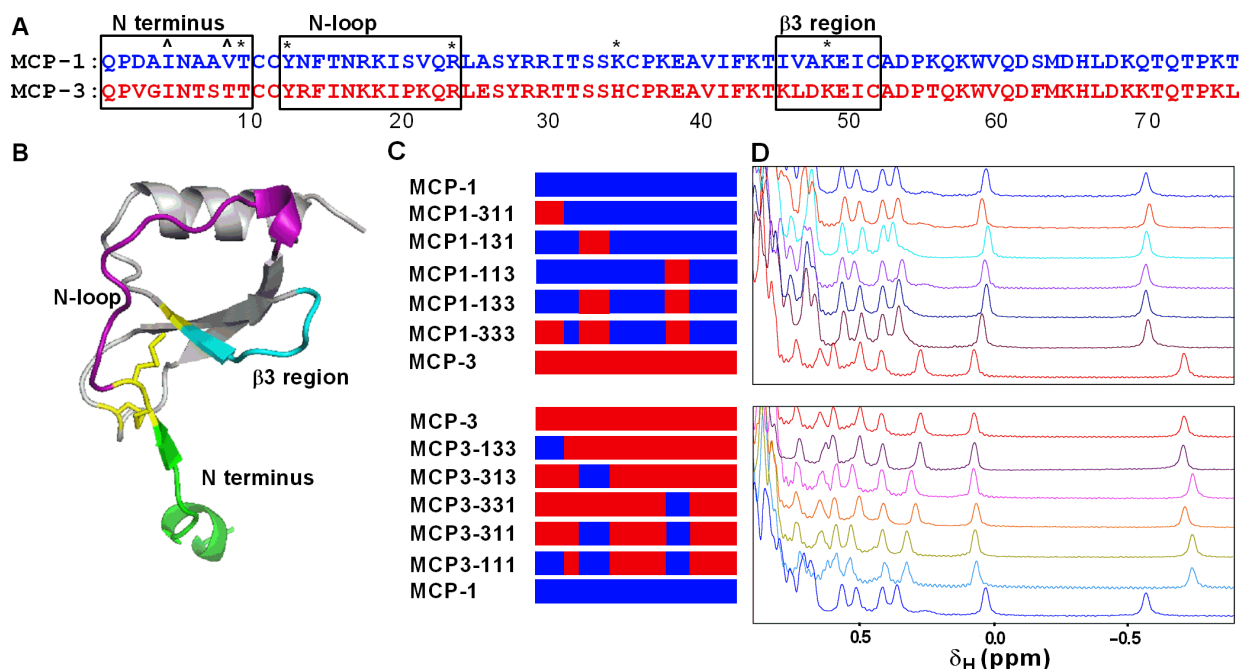 A
N terminus
N-loop
β3 region
^ ^ * * * * *
MCP-1: QPDAINAAVTCCYNFTNRKISVQRLASYRRITSSKCPKEAVIFKTIVAKEICADPKQKWVQDSMDHLDKQTQTPKT
MCP-3: QPVGINTSTTCCYRFINKKIPKQRLESYRRTTSSHCPREAVIFKTKLDKEICADPTQKWVQDFMKHLDKKTQTPKL
10 20 30 40 50 60 70
B
N-loop
β3 region
N terminus
C
MCP-1
MCP1-311
MCP1-131
MCP1-113
MCP1-133
MCP1-333
MCP-3
MCP-3
MCP3-133
MCP3-313
MCP3-331
MCP3-311
MCP3-111
MCP-1
D
0.5 0.0 −0.5
δH (ppm)